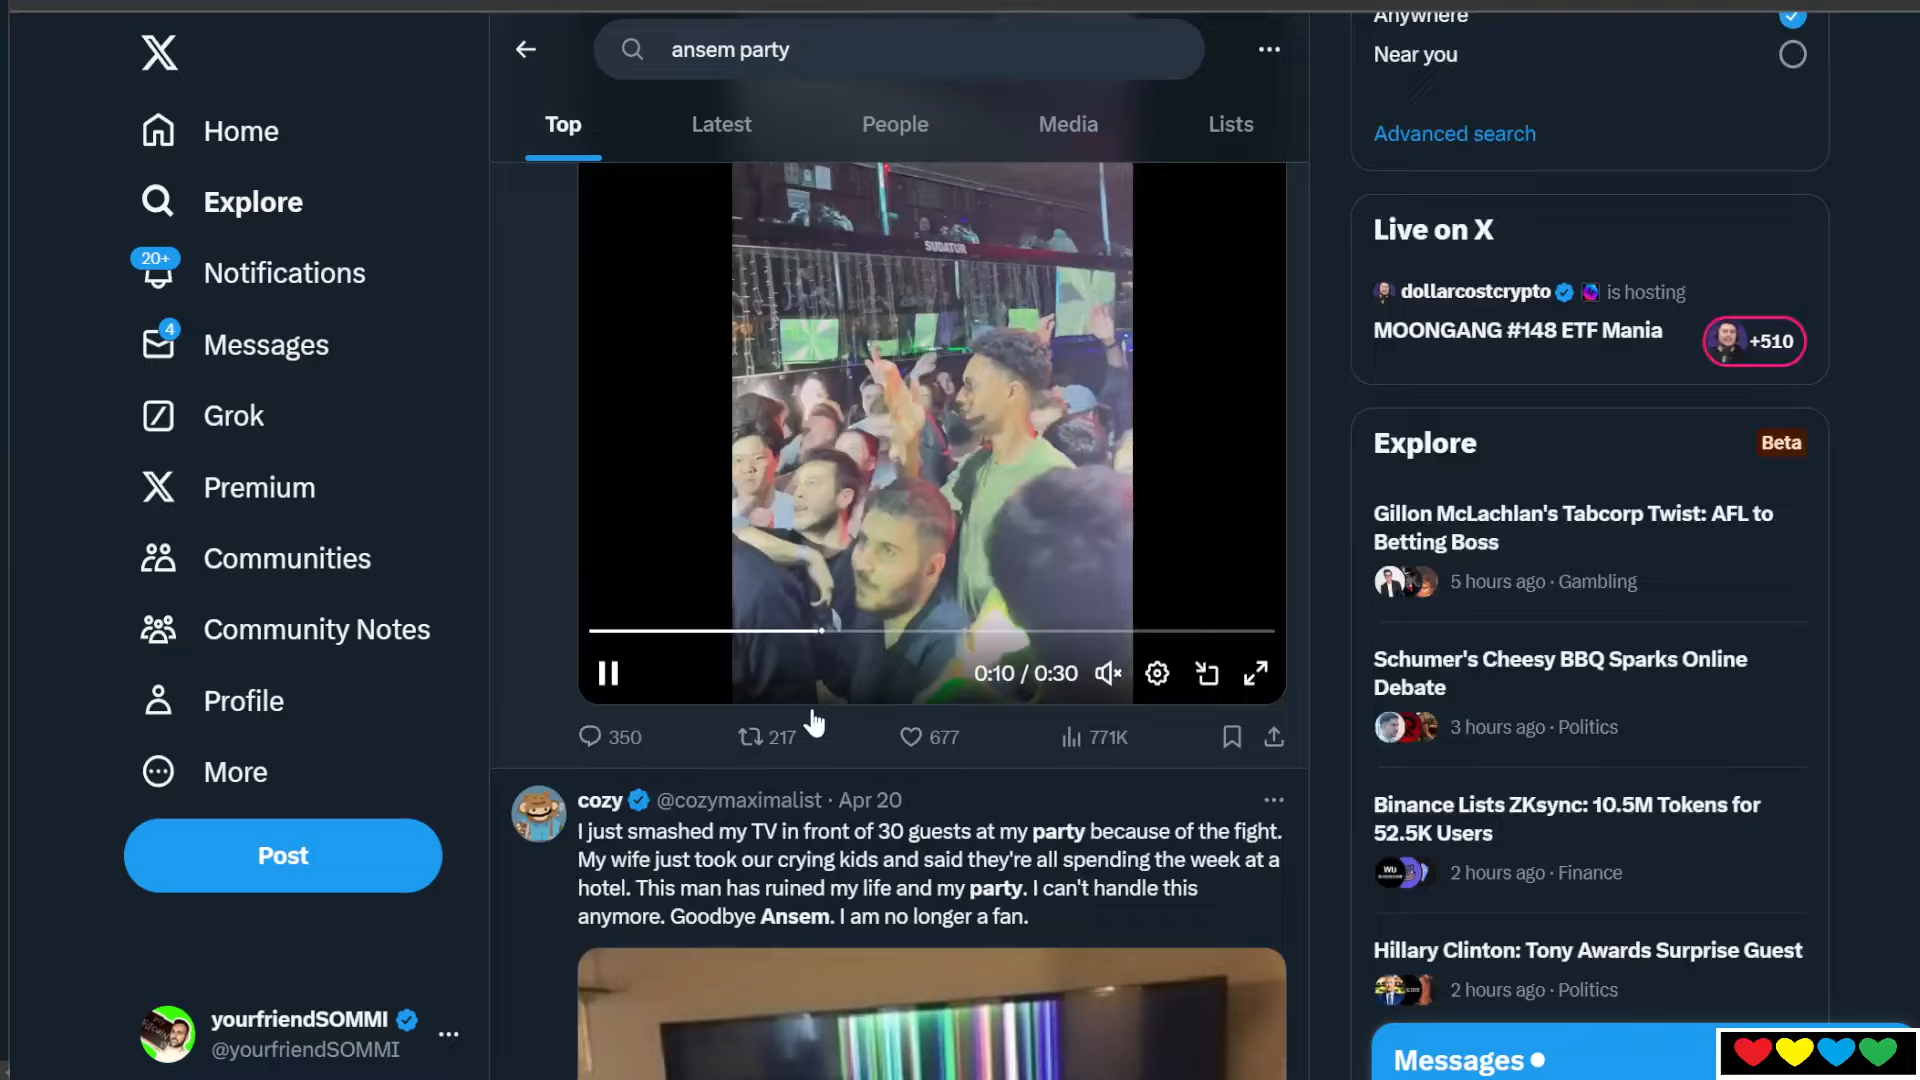 Home
Explore
20+
Notifications
4
Messages
Grok
Premium
Communities
Community Notes
Profile
More
Post
yourfriendSOMMI
@yourfriendSOMMI
ansem party
Top
Latest
People
Media
Lists
SUDATUR
0:10 / 0:30
350
217
677
771K
cozy @cozymaximalist · Apr 20
I just smashed my TV in front of 30 guests at my party because of the fight.
My wife just took our crying kids and said they're all spending the week at a
hotel. This man has ruined my life and my party. I can't handle this
anymore. Goodbye Ansem. I am no longer a fan.
Anywhere
Near you
Advanced search
Live on X
dollarcostcrypto is hosting
MOONGANG #148 ETF Mania
+510
Explore
Beta
Gillon McLachlan's Tabcorp Twist: AFL to
Betting Boss
5 hours ago · Gambling
Schumer's Cheesy BBQ Sparks Online
Debate
3 hours ago · Politics
Binance Lists ZKsync: 10.5M Tokens for
52.5K Users
WU
2 hours ago · Finance
Hillary Clinton: Tony Awards Surprise Guest
2 hours ago · Politics
Messages